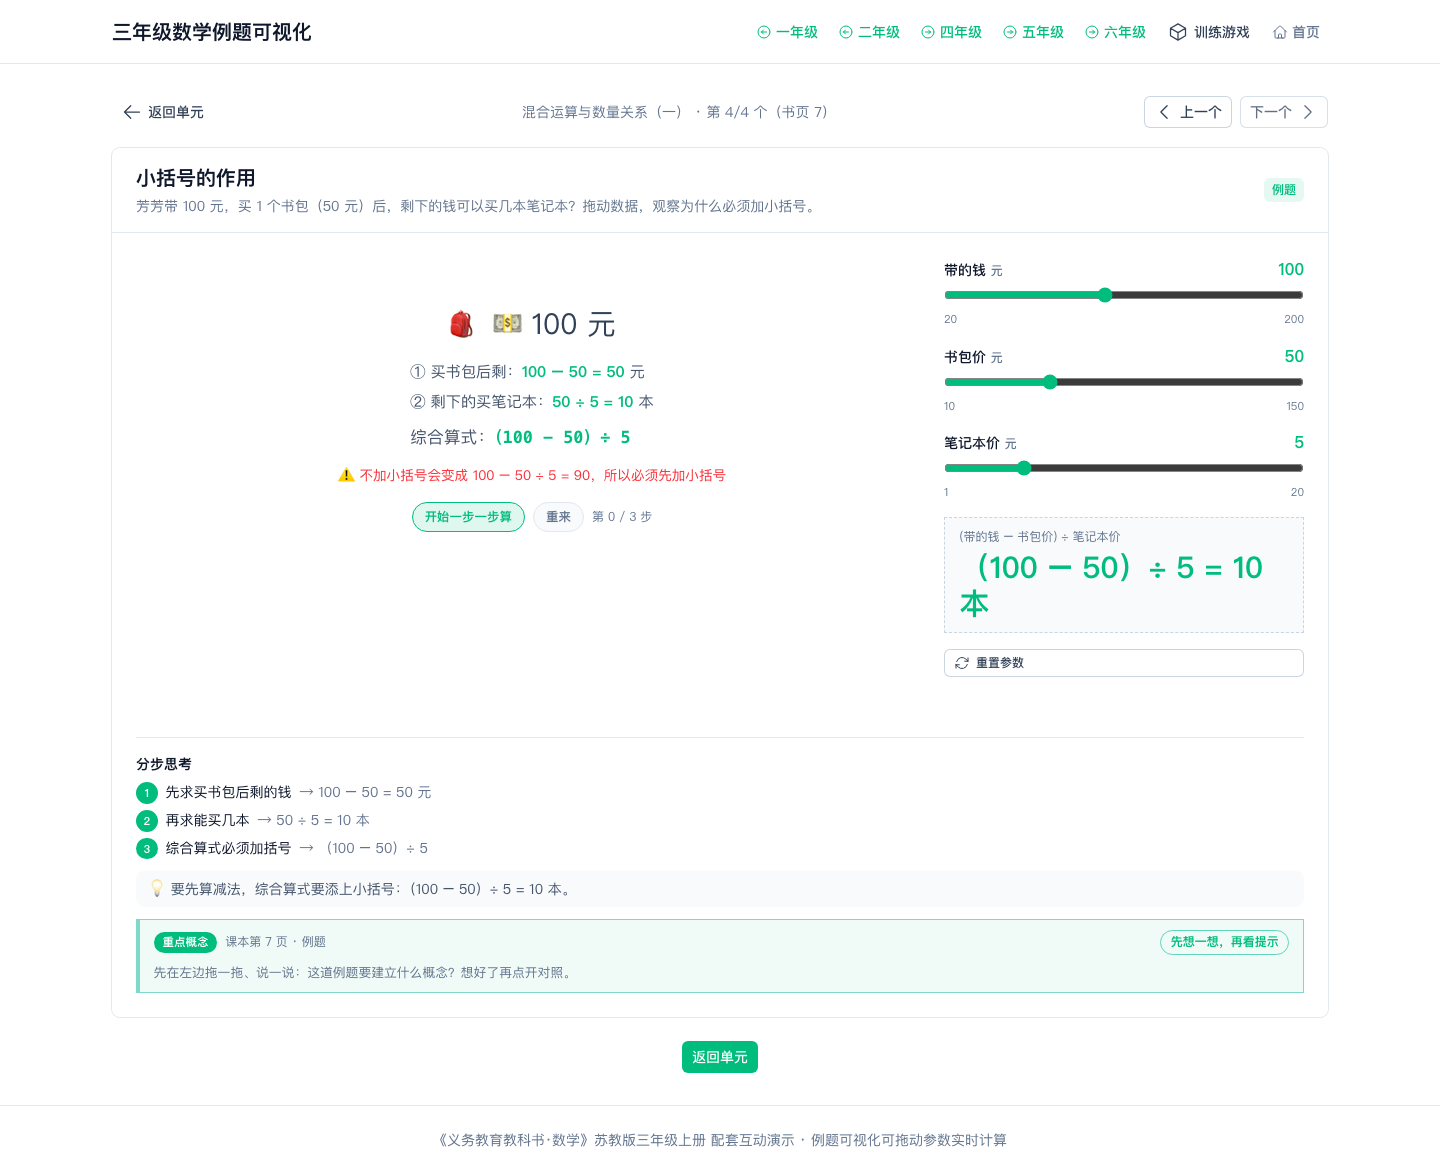 三年级数学例题可视化
一年级
二年级
四年级
五年级
六年级
训练游戏
首页
返回单元
混合运算与数量关系（一） · 第 4/4 个（书页 7）
上一个
下一个
小括号的作用
芳芳带 100 元，买 1 个书包（50 元）后，剩下的钱可以买几本笔记本？拖动数据，观察为什么必须加小括号。
例题
100 元
① 买书包后剩：100 − 50 = 50 元
② 剩下的买笔记本：50 ÷ 5 = 10 本
综合算式：（100 − 50）÷ 5
不加小括号会变成 100 − 50 ÷ 5 = 90，所以必须先加小括号
开始一步一步算
重来
第 0 / 3 步
带的钱 元
100
20
200
书包价 元
50
10
150
笔记本价 元
5
1
20
(带的钱 − 书包价) ÷ 笔记本价
（100 − 50）÷ 5 = 10
本
重置参数
分步思考
1 先求买书包后剩的钱 → 100 − 50 = 50 元
2 再求能买几本 → 50 ÷ 5 = 10 本
3 综合算式必须加括号 → （100 − 50）÷ 5
要先算减法，综合算式要添上小括号：(100 − 50）÷ 5 = 10 本。
重点概念
课本第 7 页 · 例题
先想一想，再看提示
先在左边拖一拖、说一说：这道例题要建立什么概念？想好了再点开对照。
返回单元
《义务教育教科书·数学》苏教版三年级上册 配套互动演示 · 例题可视化可拖动参数实时计算